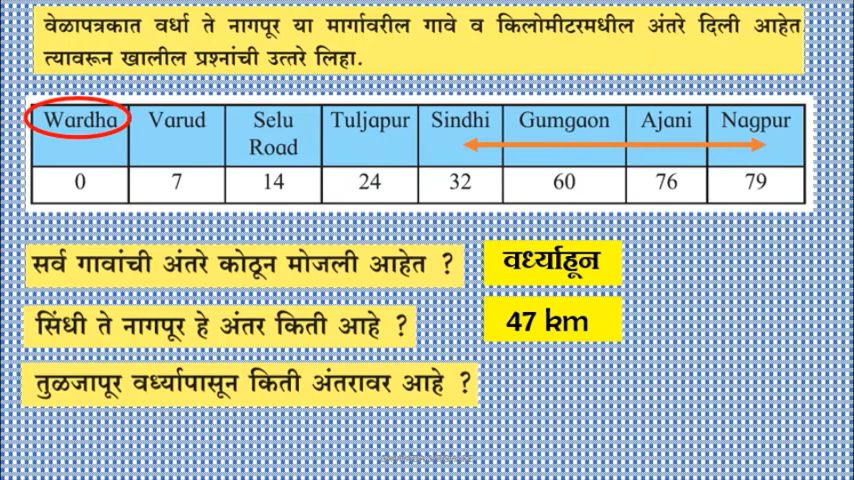 वेळापत्रकात वर्धा ते नागपूर या मार्गावरील गावे व किलोमीटरमधील अंतरे दिली आहेत
त्यावरून खालील प्रश्नांची उत्तरे लिहा.
Wardha Varud Selu Road Tuljapur Sindhi Gumgaon Ajani Nagpur
0 7 14 24 32 60 76 79
सर्व गावांची अंतरे कोठून मोजली आहेत ? वर्ध्याहून
सिंधी ते नागपूर हे अंतर किती आहे ? 47 km
तुळजापूर वर्ध्यापासून किती अंतरावर आहे ?